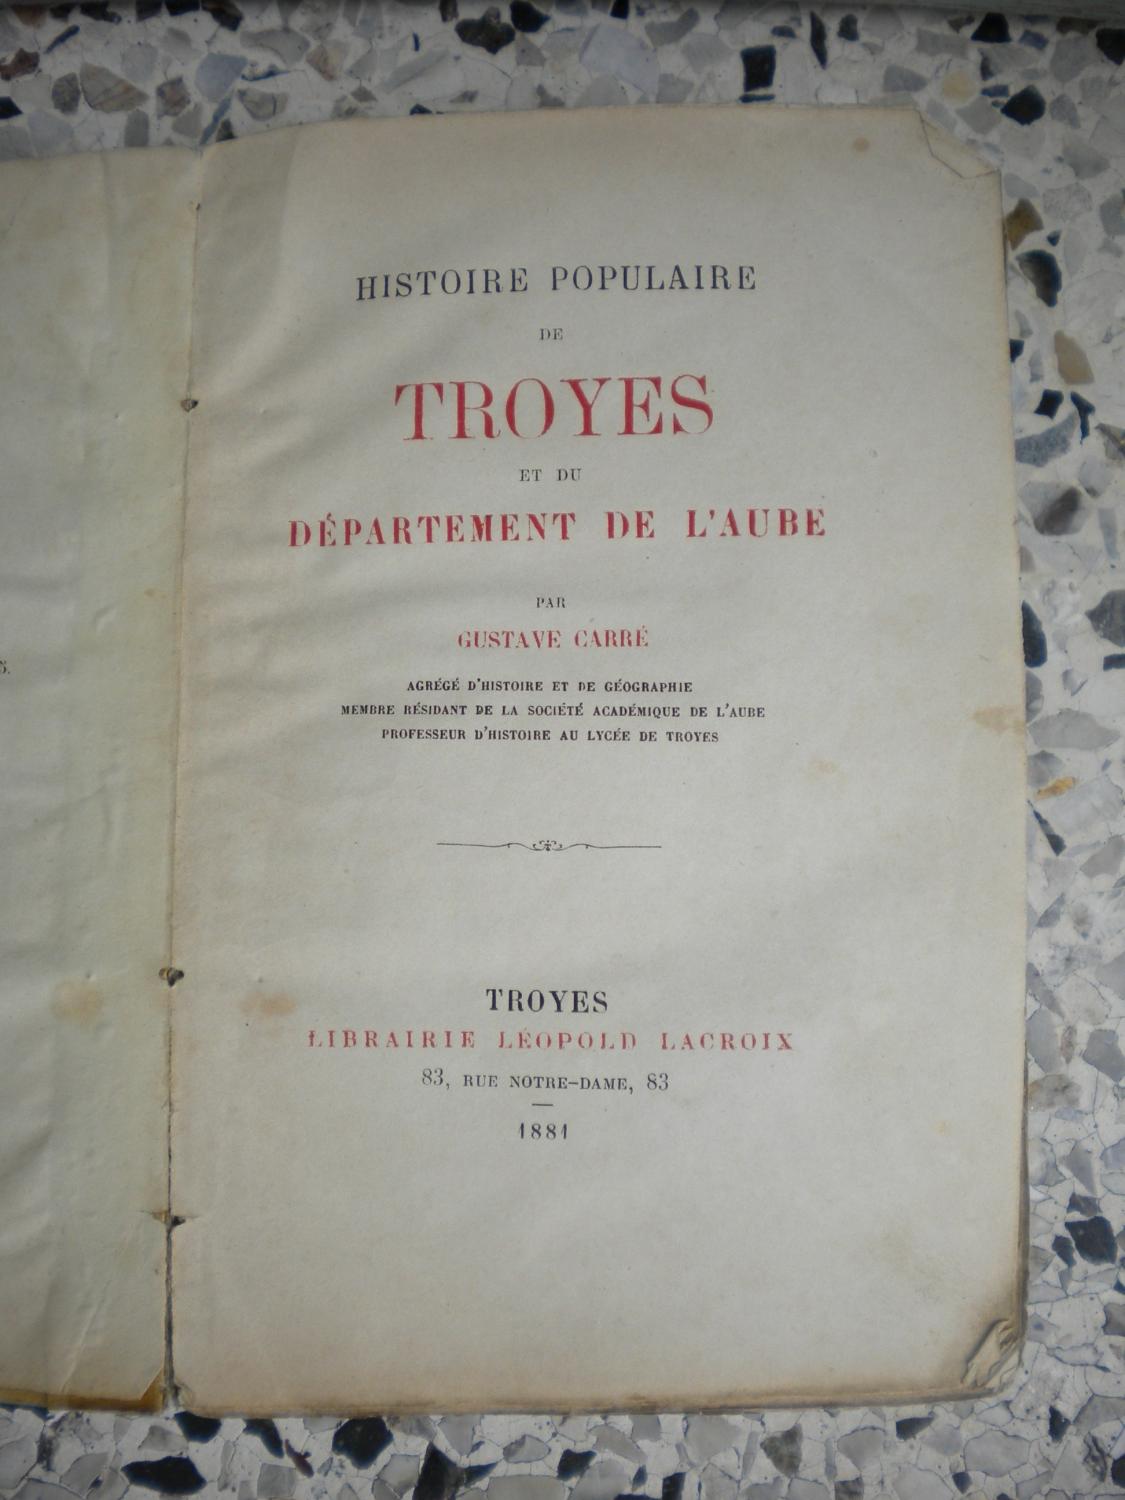 HISTOIRE POPULAIRE
DE
TROYES
ET DU
DÉPARTEMENT DE L'AUBE
PAR
GUSTAVE CARRÉ
AGRÉGÉ D'HISTOIRE ET DE GÉOGRAPHIE
MEMBRE RÉSIDANT DE LA SOCIÉTÉ ACADÉMIQUE DE L'AUBE
PROFESSEUR D'HISTOIRE AU LYCÉE DE TROYES
TROYES
LIBRAIRIE LÉOPOLD LACROIX
83, RUE NOTRE-DAME, 83
1881